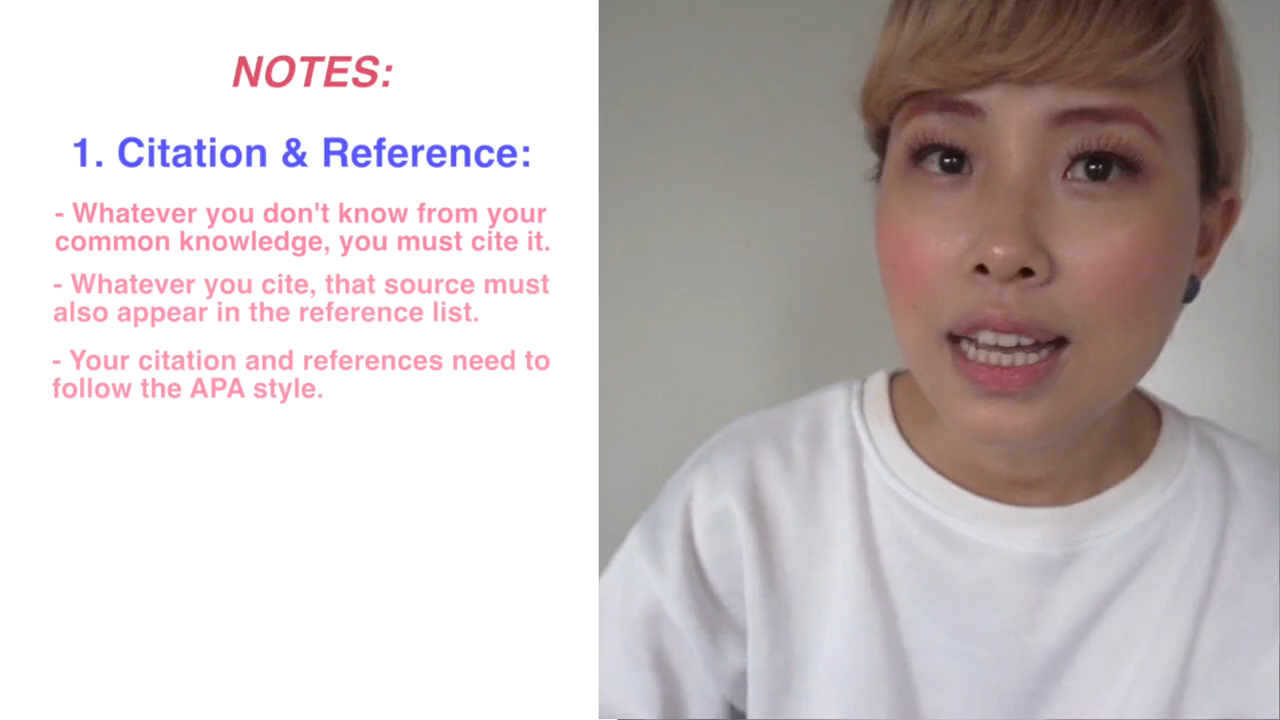 NOTES:
1. Citation & Reference:
- Whatever you don't know from your
common knowledge, you must cite it.
- Whatever you cite, that source must
also appear in the reference list.
- Your citation and references need to
follow the APA style.